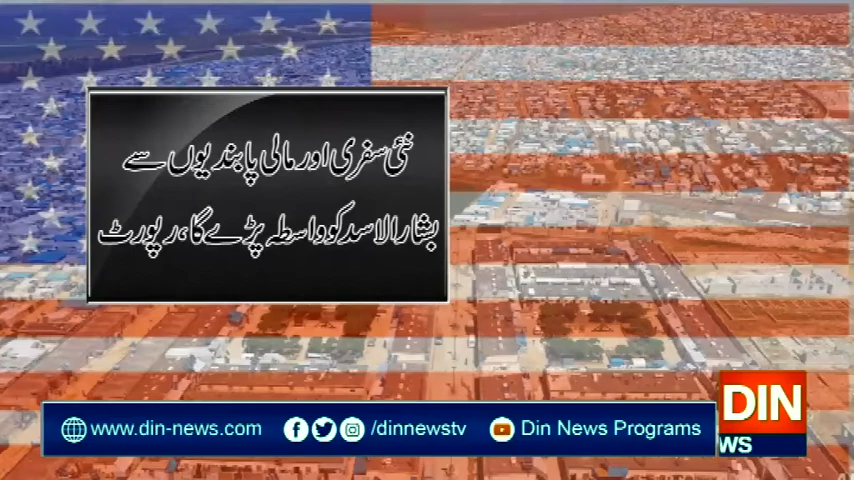 نئی سفری اور مالی پابندیوں سے
بشارالاسد کو واسطہ پڑے گا، رپورٹ
www.din-news.com /dinnewstv Din News Programs
DIN
WS